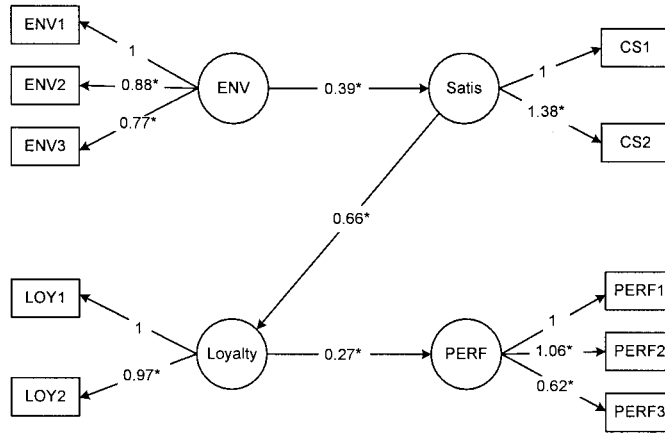 ENV1
1
ENV2
0.88*
ENV3
0.77*
ENV
0.39*
Satis
1
CS1
1.38*
CS2
0.66*
LOY1
1
LOY2
0.97*
Loyalty
0.27*
PERF
1
PERF1
1.06*
PERF2
0.62*
PERF3